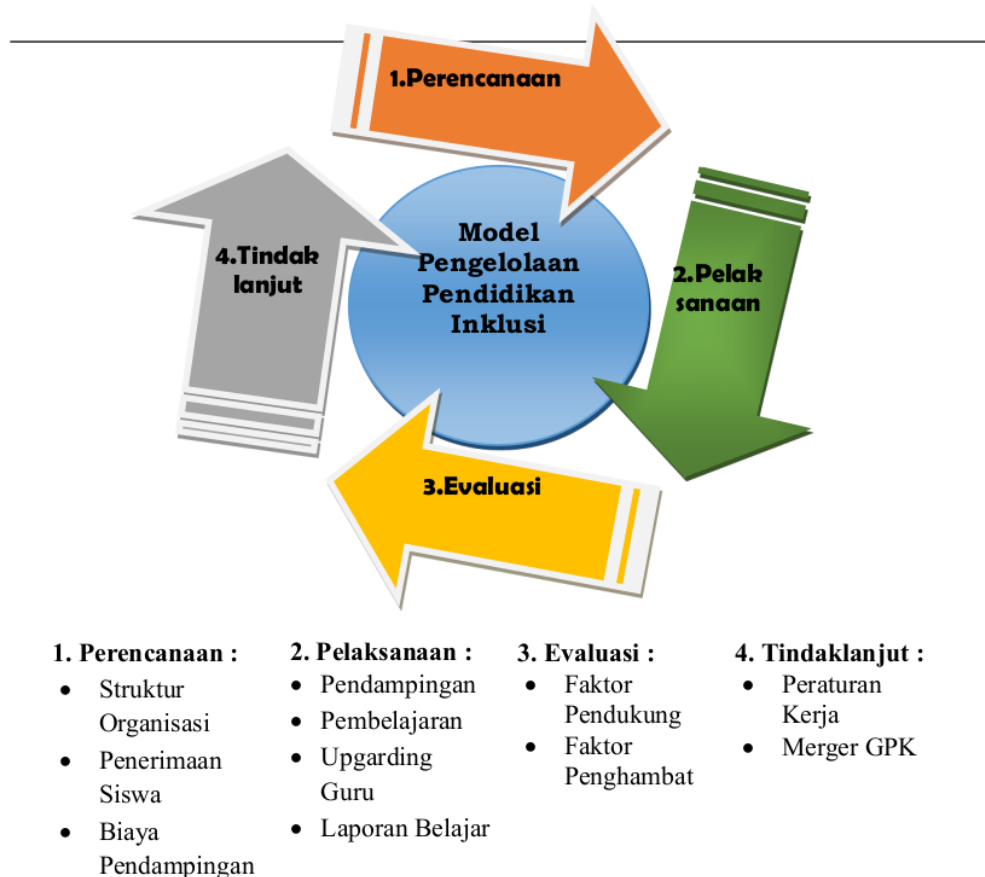 1.Perencanaan
Model
Pengelolaan
Pendidikan
Inklusi
2.Pelak
sanaan
3.Evaluasi
4.Tindak
lanjut
1. Perencanaan :
• Struktur
Organisasi
• Penerimaan
Siswa
• Biaya
Pendampingan
2. Pelaksanaan :
• Pendampingan
• Pembelajaran
• Upgarding
Guru
• Laporan Belajar
3. Evaluasi :
• Faktor
Pendukung
• Faktor
Penghambat
4. Tindaklanjut :
• Peraturan
Kerja
• Merger GPK